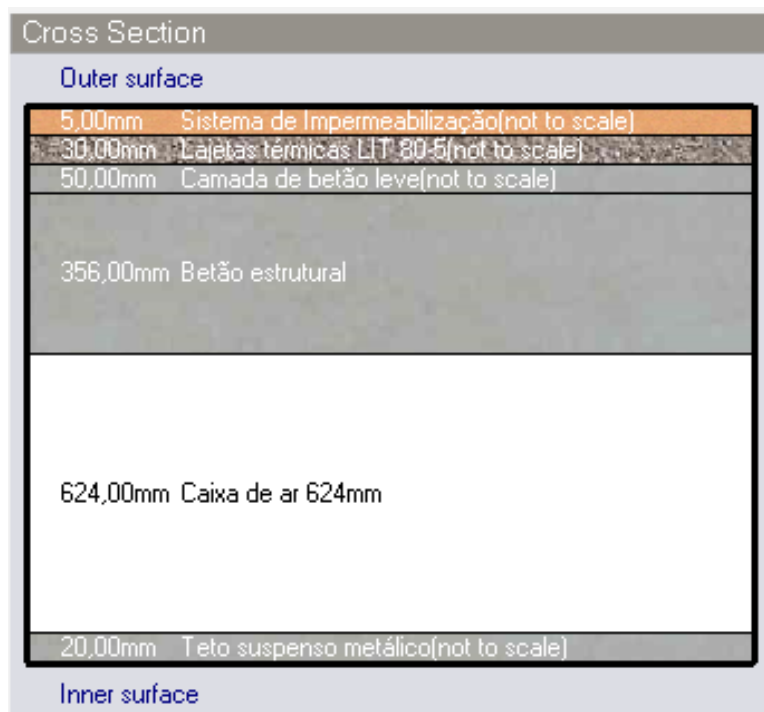 Cross Section
Outer surface
5,00mm Sistema de Impermeabilização(not to scale)
30,00mm Lajetas térmicas LIT 80-5(not to scale)
50,00mm Camada de betão leve(not to scale)
356,00mm Betão estrutural
624,00mm Caixa de ar 624mm
20,00mm Teto suspenso metálico(not to scale)
Inner surface